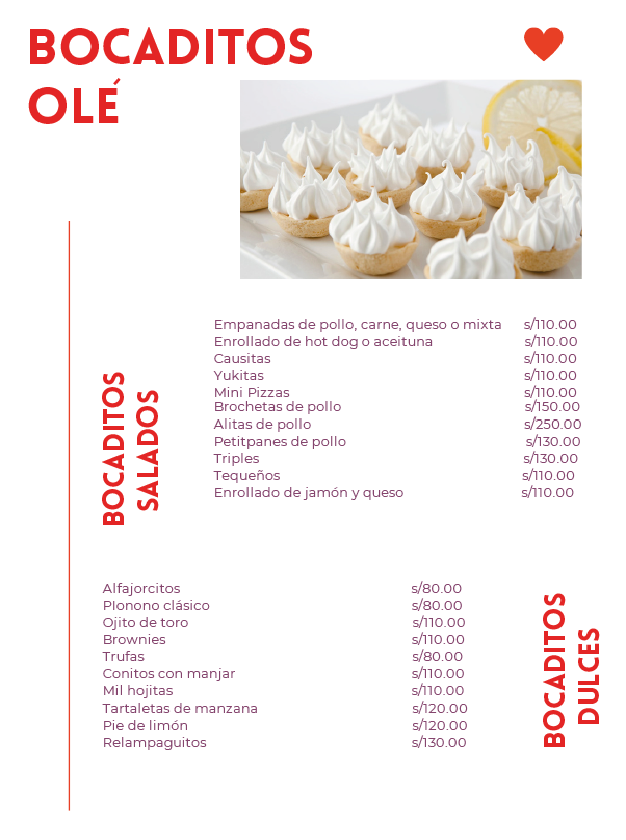 BOCADITOS
OLÉ
BOCADITOS
SALADOS
Empanadas de pollo, carne, queso o mixta s/110.00
Enrollado de hot dog o aceituna s/110.00
Causitas s/110.00
Yukitas s/110.00
Mini Pizzas s/110.00
Brochetas de pollo s/150.00
Alitas de pollo s/250.00
Petitpanes de pollo s/130.00
Triples s/130.00
Tequeños s/110.00
Enrollado de jamón y queso s/110.00
Alfajorcitos s/80.00
PIonono clásico s/80.00
Ojito de toro s/110.00
Brownies s/110.00
Trufas s/80.00
Conitos con manjar s/110.00
Mil hojitas s/110.00
Tartaletas de manzana s/120.00
Pie de limón s/120.00
Relampaguitos s/130.00
BOCADITOS
DULCES